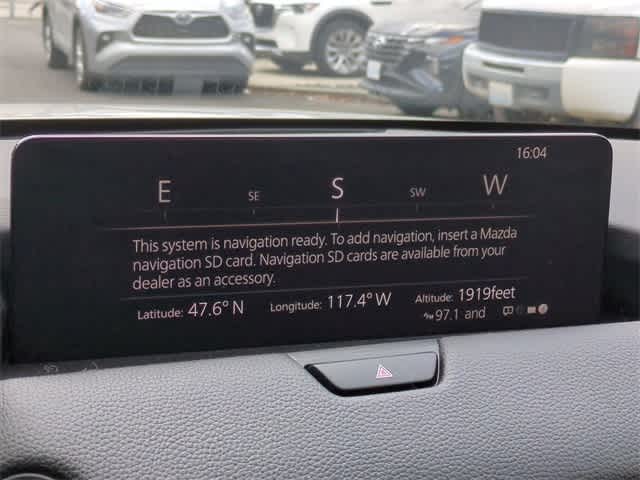 16:04
E SE S SW W
This system is navigation ready. To add navigation, insert a Mazda
navigation SD card. Navigation SD cards are available from your
dealer as an accessory.
Latitude: 47.6° N Longitude: 117.4° W Altitude: 1919feet
97.1 and